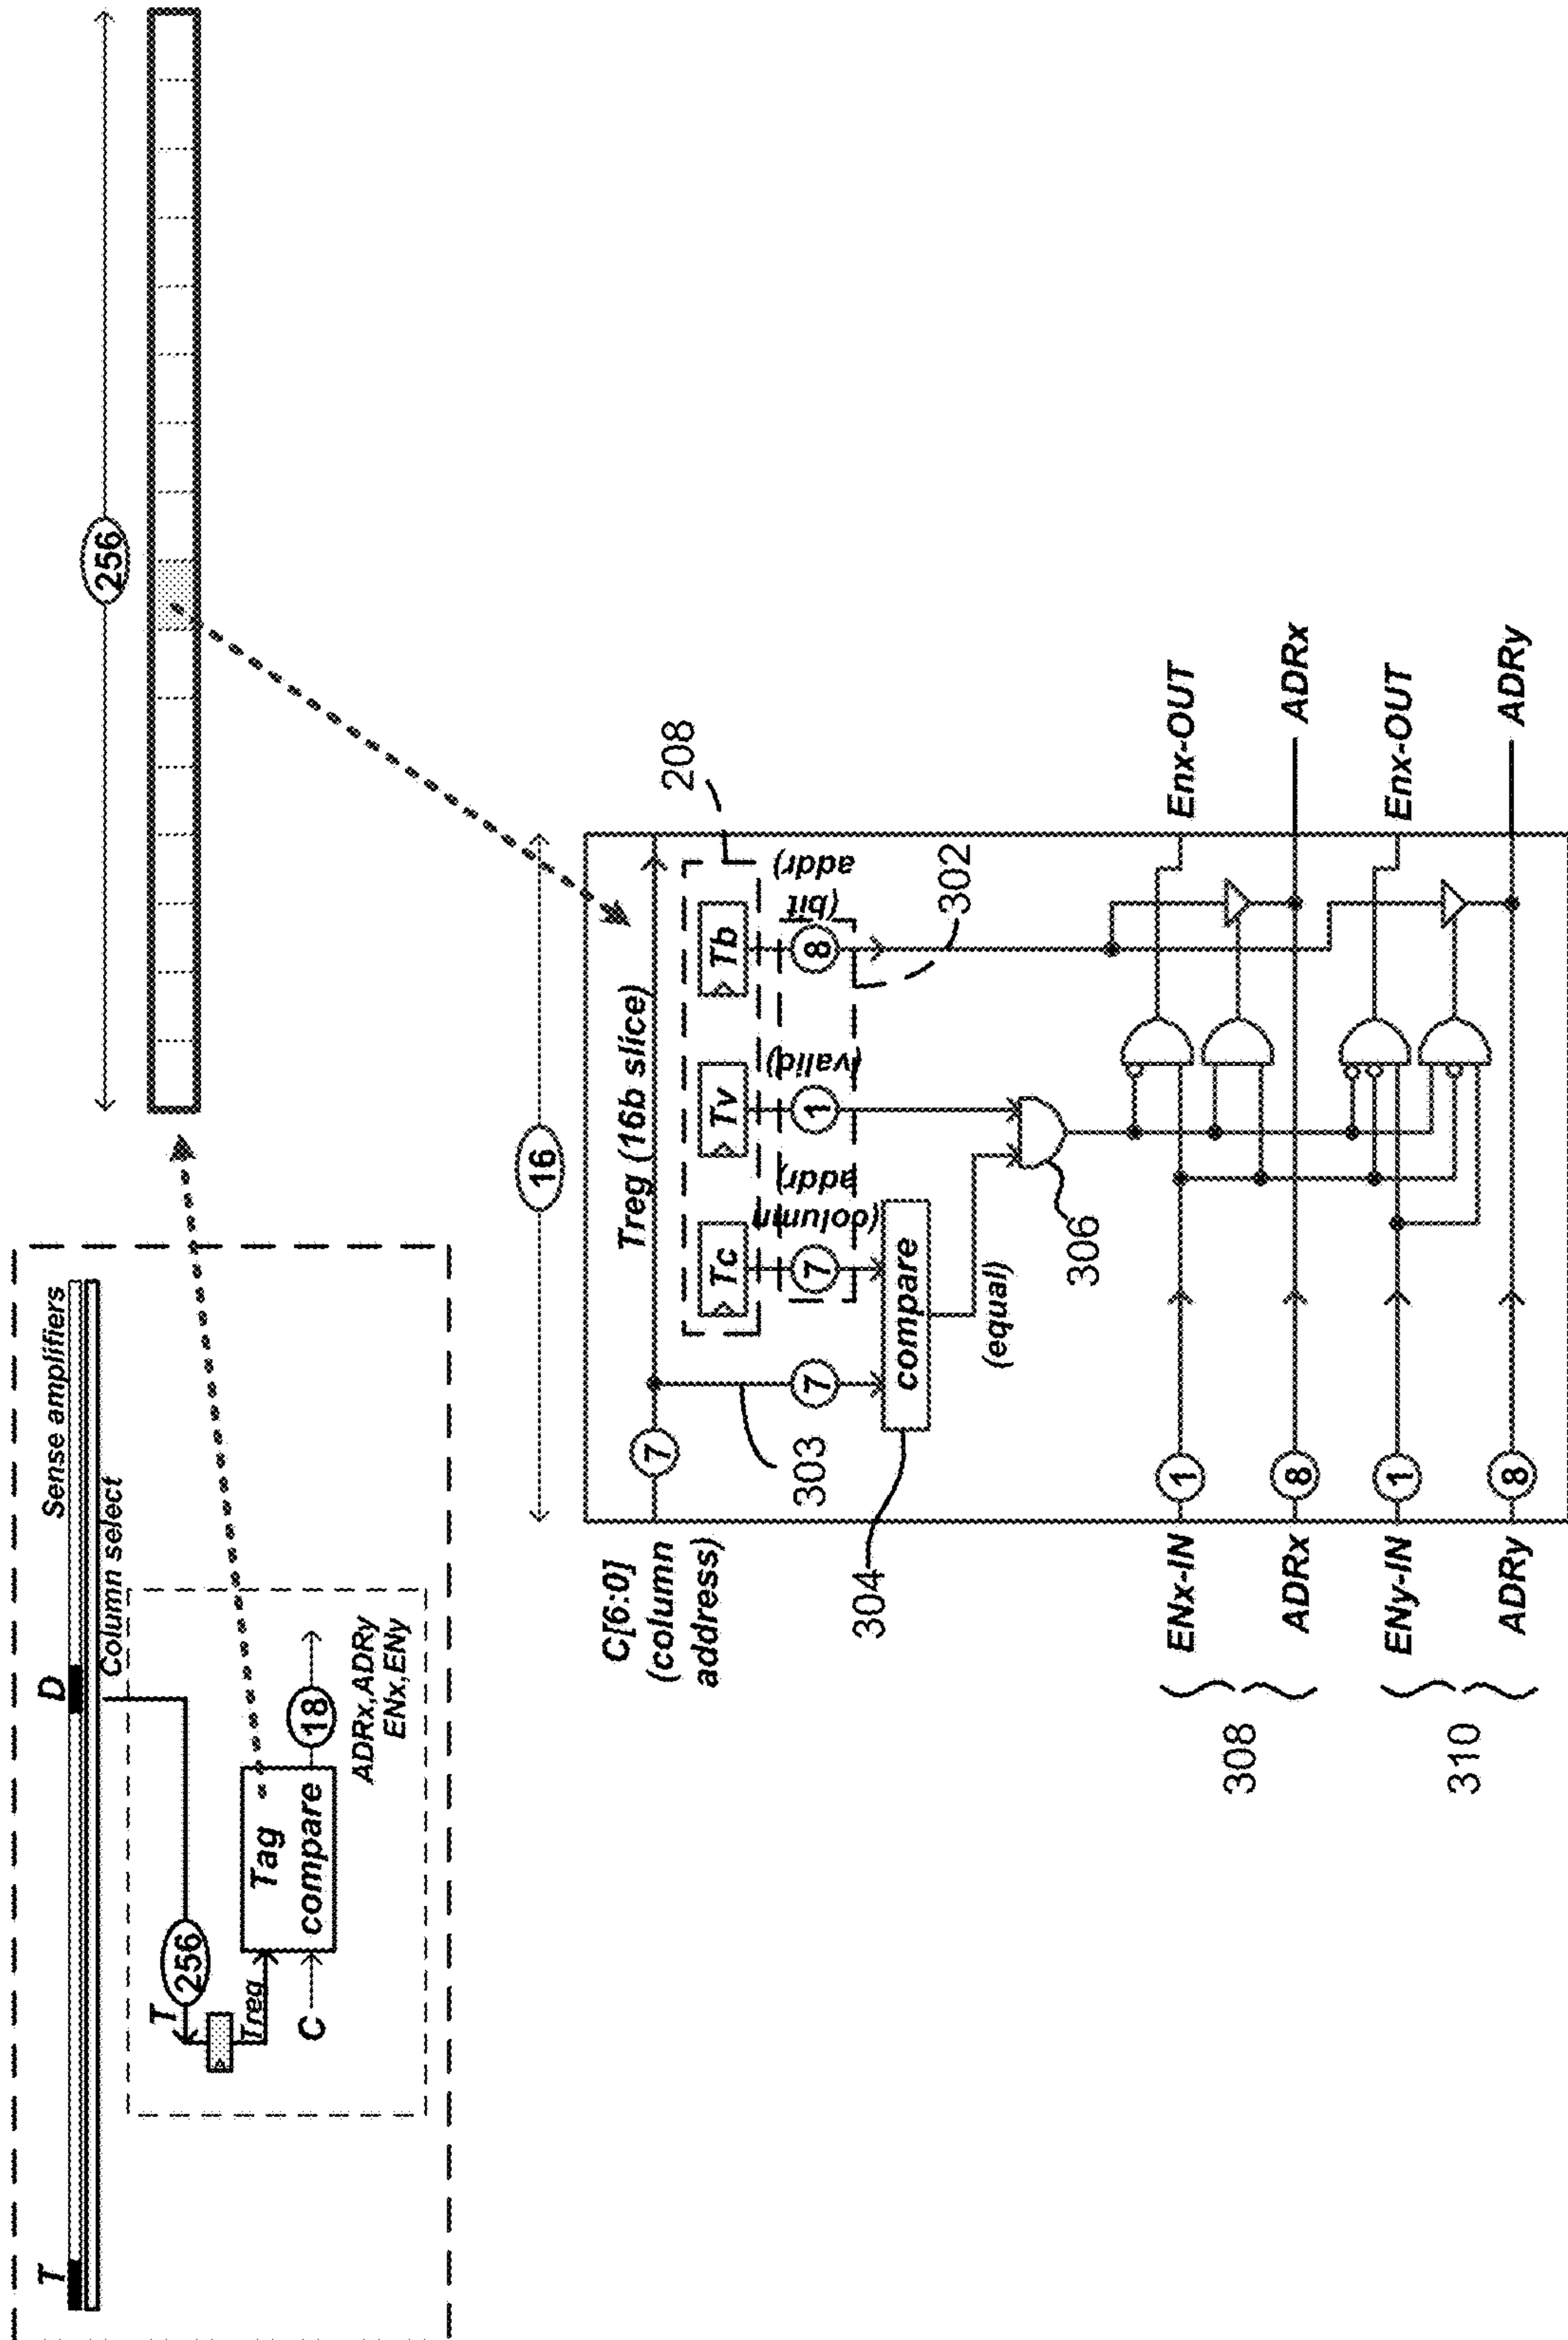 T
D
Sense amplifiers
Column select
T
256
Treg
C
Tag
compare
18
ADRx,ADRy
ENx,ENy
256
16
C[6:0]
(column
address)
7
Treg (16b slice)
208
Tc
Tv
Tb
303
7
7
(column
addr)
1
(valid)
8
(bit
addr)
302
304
compare
(equal)
306
308
ENx-IN
1
Enx-OUT
ADRx
8
ADRx
310
ENy-IN
1
Enx-OUT
ADRy
8
ADRy